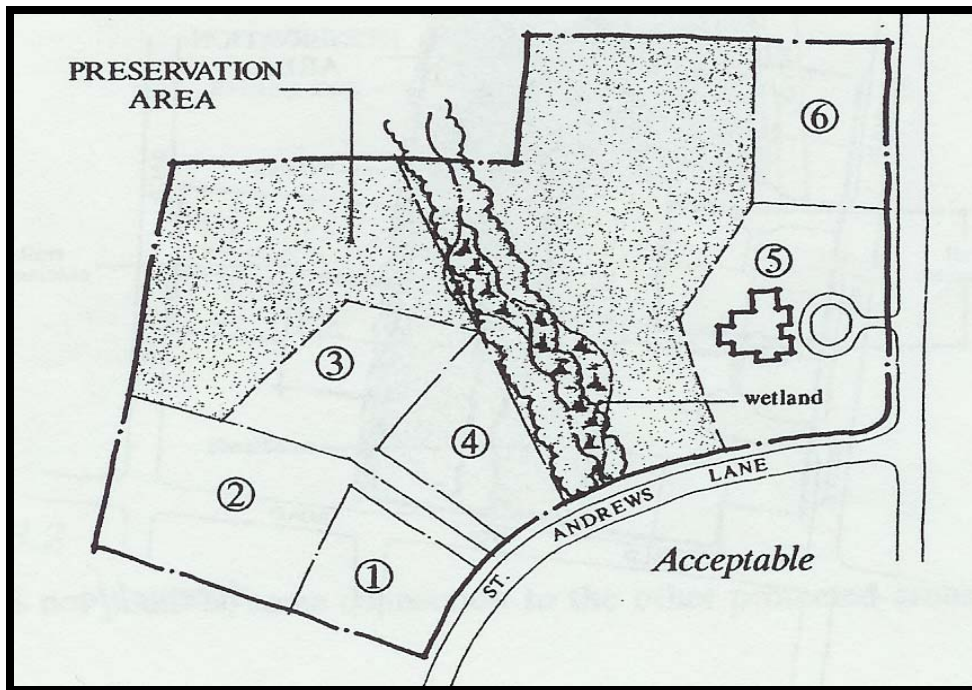 PRESERVATION
AREA
⑥
⑤
③
wetland
④
②
ST. ANDREWS LANE
Acceptable
①